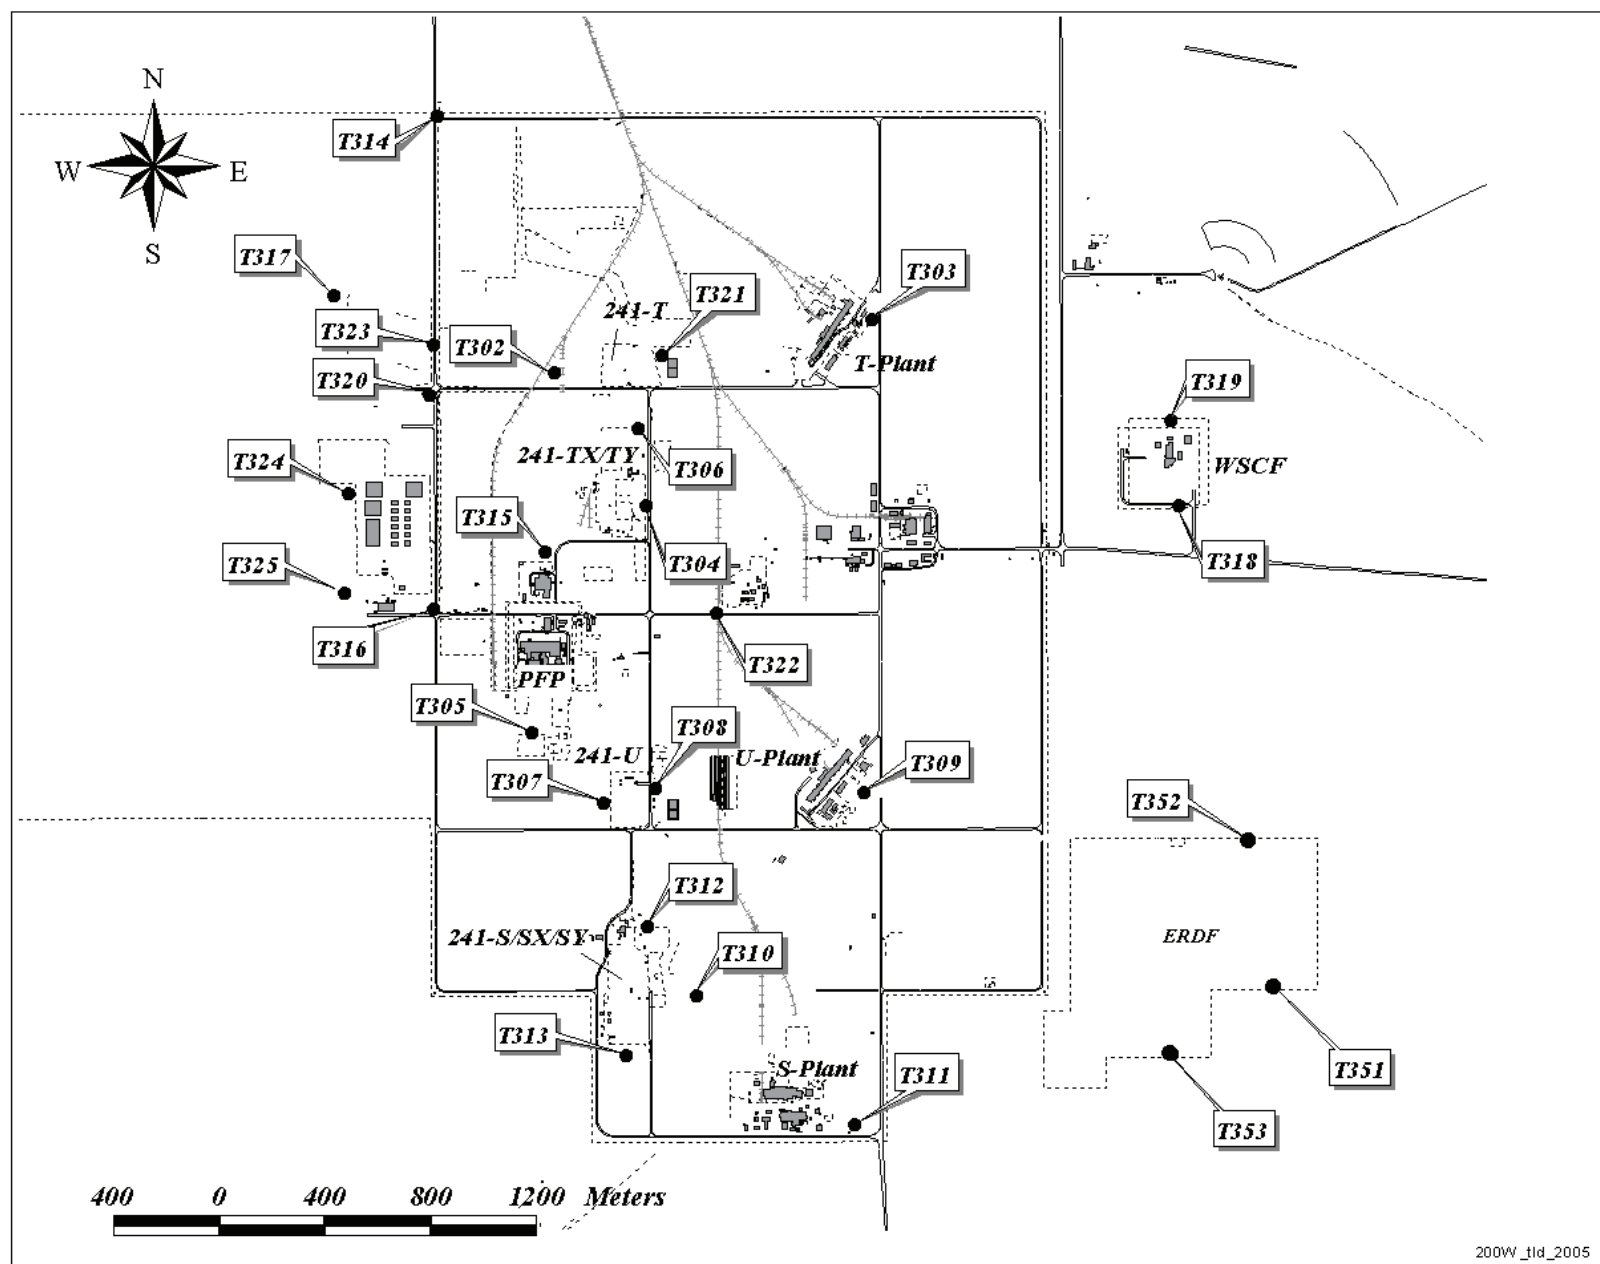 N
T314
W
E
S
T317
T303
T321
241-T
T323
T302
T-Plant
T320
T319
T324
241-TX/TY
T306
WSCF
T315
T325
T304
T318
T316
T322
PFP
T305
T308
241-U
U-Plant
T309
T307
T352
T312
241-S/SX/SY
T310
ERDF
T313
S-Plant
T311
T351
T353
400 0 400 800 1200 Meters
200W_tld_2005